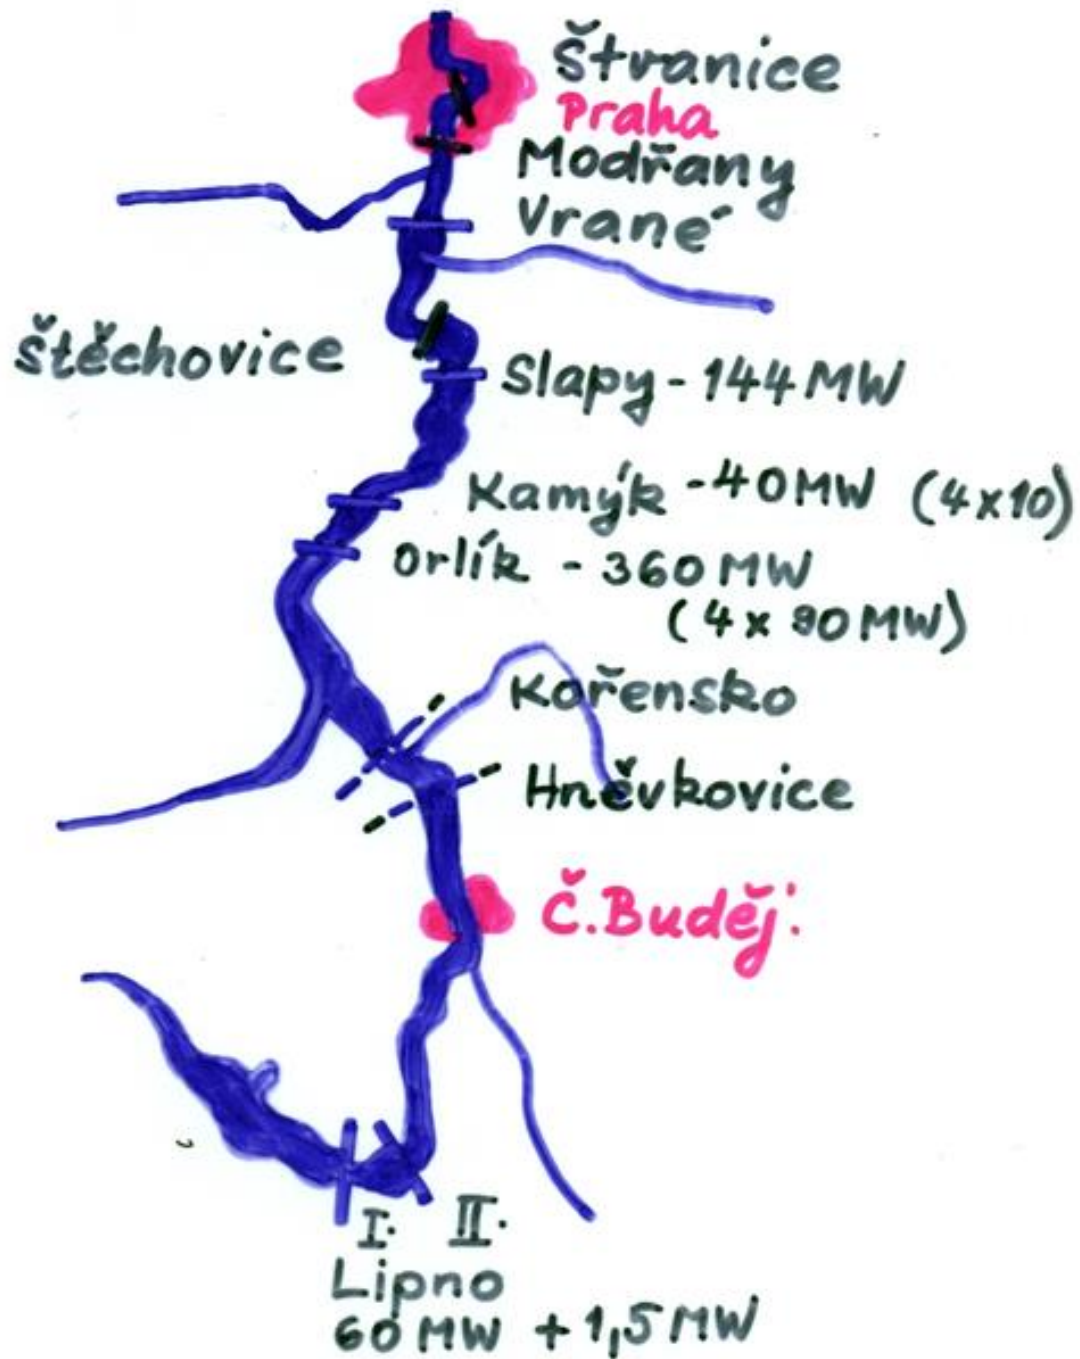 Štvanice
Praha
Modřany
Vrané
Štěchovice
Slapy - 144 MW
Kamýk - 40 MW (4x10)
Orlík - 360 MW
(4 x 90 MW)
Kořensko
Hněvkovice
Č. Buděj.
I. II.
Lipno
60 MW + 1,5 MW